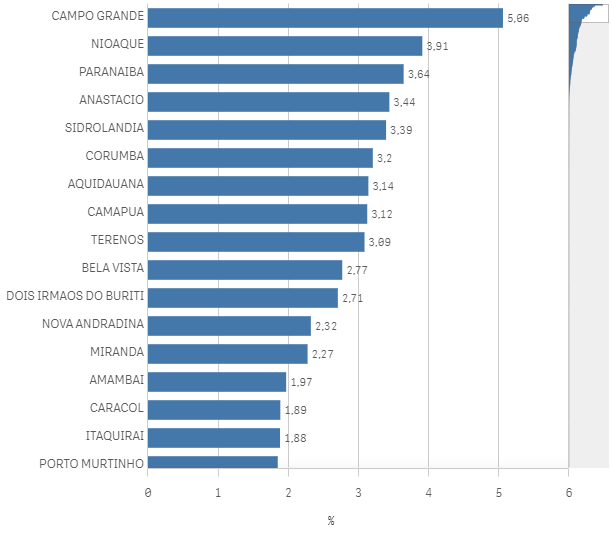 CAMPO GRANDE 5,06
NIOAQUE 3,91
PARANAIBA 3,64
ANASTACIO 3,44
SIDROLANDIA 3,39
CORUMBA 3,2
AQUIDAUANA 3,14
CAMAPUA 3,12
TERENOS 3,09
BELA VISTA 2,77
DOIS IRMAOS DO BURITI 2,71
NOVA ANDRADINA 2,32
MIRANDA 2,27
AMAMBAI 1,97
CARACOL 1,89
ITAQUIRAI 1,88
PORTO MURTINHO
0 1 2 3 4 5 6
%